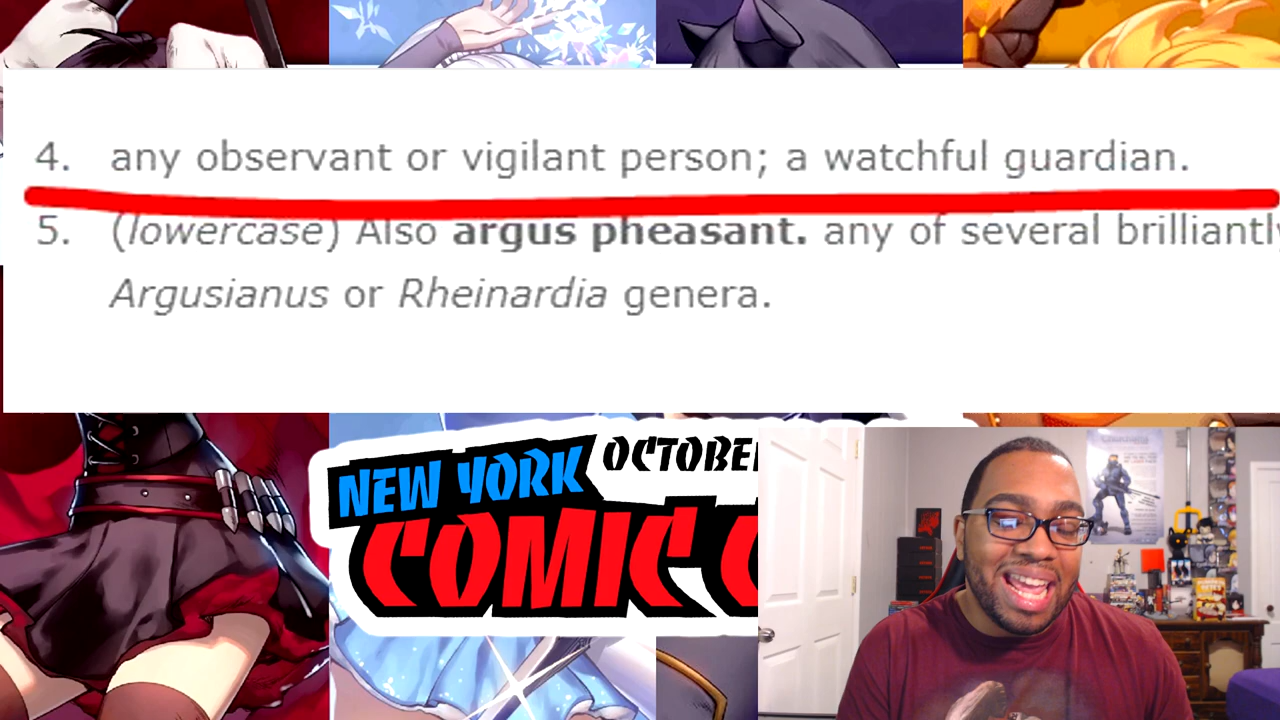 4. any observant or vigilant person; a watchful guardian.
5. (lowercase) Also argus pheasant. any of several brilliantly
Argusianus or Rheinardia genera.
NEW YORK
OCTOBER
COMIC C